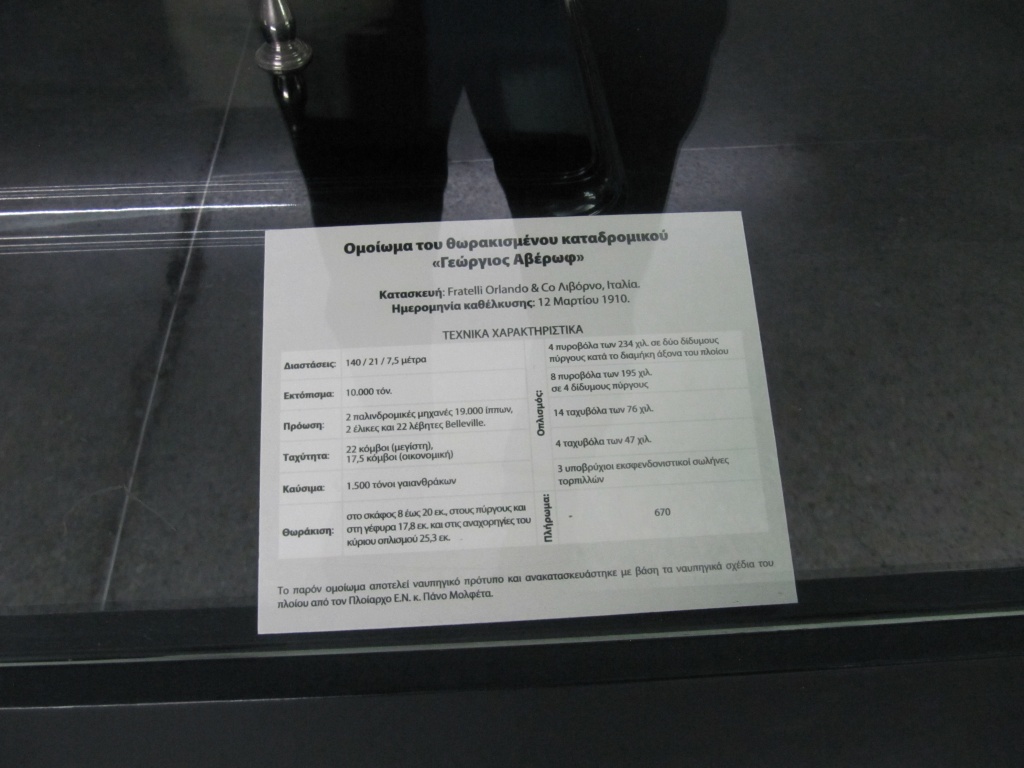 Ομοίωμα του θωρακισμένου καταδρομικού
«Γεώργιος Αβέρωφ»
Κατασκευή: Fratelli Orlando & Co Λιβόρνο, Ιταλία.
Ημερομηνία καθέλκυσης: 12 Μαρτίου 1910.
ΤΕΧΝΙΚΑ ΧΑΡΑΚΤΗΡΙΣΤΙΚΑ
Διαστάσεις: 140 / 21 / 7,5 μέτρα
Εκτόπισμα: 10.000 τόν.
Πρόωση: 2 παλινδρομικές μηχανές 19.000 ίππων,
2 έλικες και 22 λέβητες Belleville.
Ταχύτητα: 22 κόμβοι (μεγίστη),
17,5 κόμβοι (οικονομική)
Καύσιμα: 1.500 τόνοι γαιανθράκων
Θωράκιση: στο σκάφος 8 έως 20 εκ., στους πύργους και
στη γέφυρα 17,8 εκ. και στις αναχορηγίες του
κύριου οπλισμού 25,3 εκ.
Οπλισμός:
4 πυροβόλα των 234 χιλ. σε δύο δίδυμους
πύργους κατά το διαμήκη άξονα του πλοίου
8 πυροβόλα των 195 χιλ.
σε 4 δίδυμους πύργους
14 ταχυβόλα των 76 χιλ.
4 ταχυβόλα των 47 χιλ.
3 υποβρύχιοι εκσφενδονιστικοί σωλήνες
τορπιλλών
Πλήρωμα: - 670
Το παρόν ομοίωμα αποτελεί ναυπηγικό πρότυπο και ανακατασκευάστηκε με βάση τα ναυπηγικά σχέδια του
πλοίου από τον Πλοίαρχο Ε.Ν. κ. Πάνο Μολφέτα.